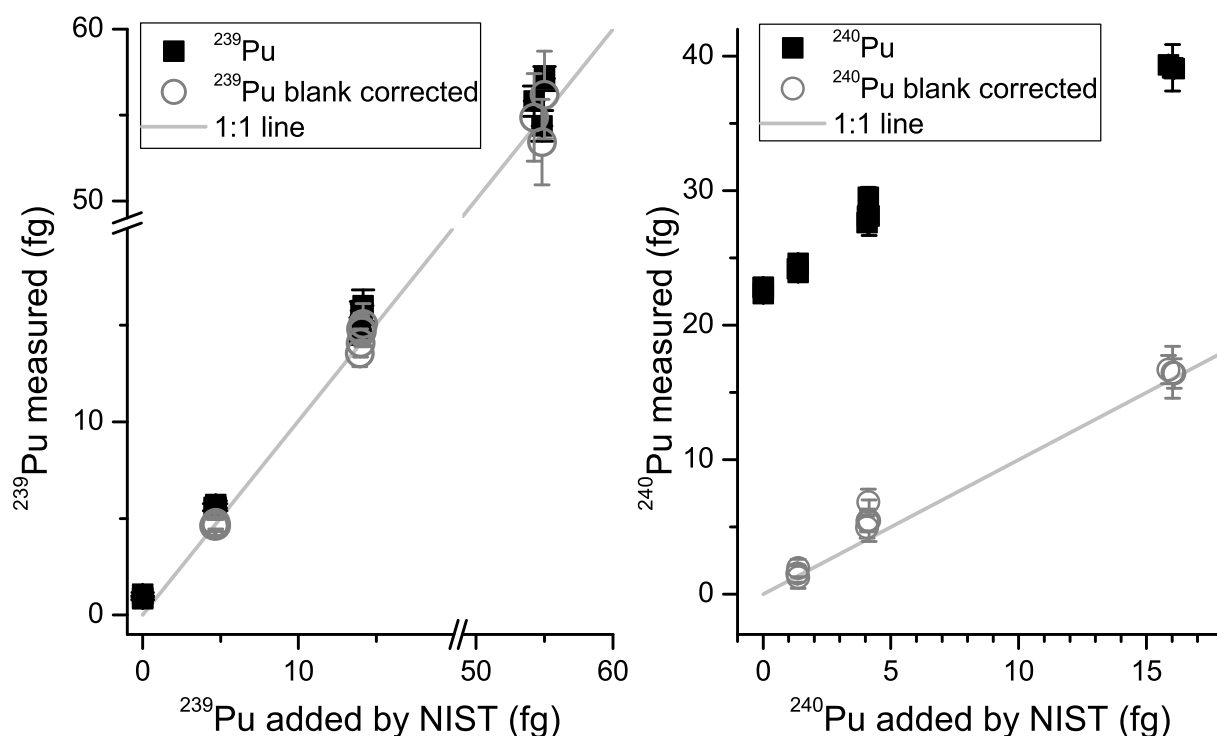 60
50
10
0
²³⁹Pu measured (fg)
²³⁹Pu
²³⁹Pu blank corrected
1:1 line
0
10
50
60
²³⁹Pu added by NIST (fg)
40
30
20
10
0
²⁴⁰Pu measured (fg)
²⁴⁰Pu
²⁴⁰Pu blank corrected
1:1 line
0
5
10
15
²⁴⁰Pu added by NIST (fg)